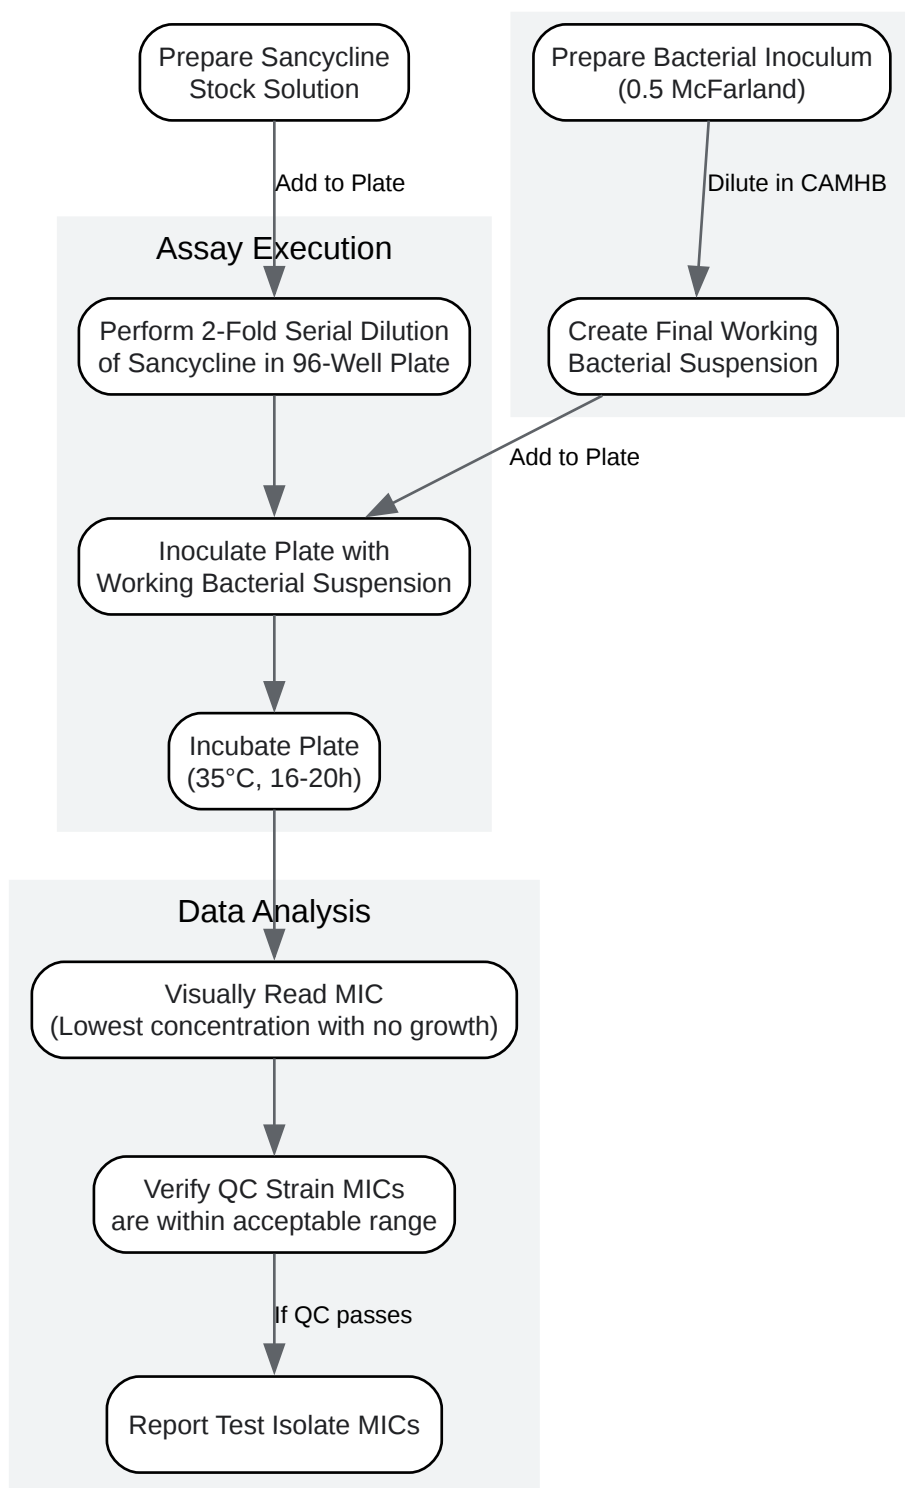 Prepare Sancycline
Stock Solution
Prepare Bacterial Inoculum
(0.5 McFarland)
Add to Plate
Dilute in CAMHB
Assay Execution
Perform 2-Fold Serial Dilution
of Sancycline in 96-Well Plate
Create Final Working
Bacterial Suspension
Add to Plate
Inoculate Plate with
Working Bacterial Suspension
Incubate Plate
(35°C, 16-20h)
Data Analysis
Visually Read MIC
(Lowest concentration with no growth)
Verify QC Strain MICs
are within acceptable range
If QC passes
Report Test Isolate MICs